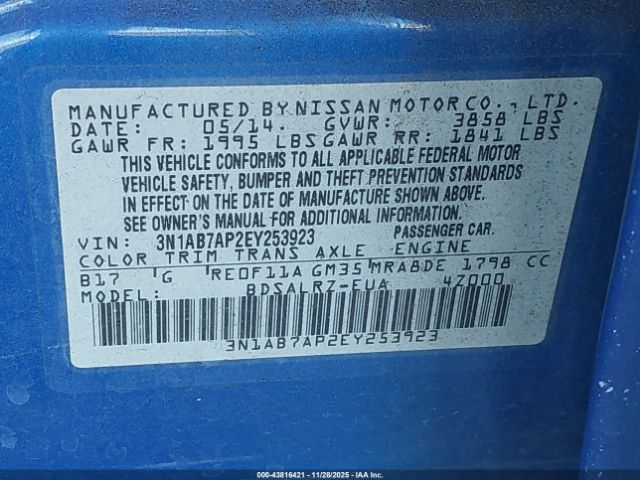 MANUFACTURED BY NISSAN MOTOR CO., LTD.
DATE: 05/14. GVWR: 3858 LBS
GAWR FR: 1995 LBS GAWR RR: 1841 LBS
THIS VEHICLE CONFORMS TO ALL APPLICABLE FEDERAL MOTOR
VEHICLE SAFETY, BUMPER AND THEFT PREVENTION STANDARDS
IN EFFECT ON THE DATE OF MANUFACTURE SHOWN ABOVE.
SEE OWNER'S MANUAL FOR ADDITIONAL INFORMATION.
VIN: 3N1AB7AP2EY253923 PASSENGER CAR.
COLOR TRIM TRANS AXLE ENGINE
B17 G RE0F11A GM35 MRA8DE 1798 CC
MODEL: BDSALRZ-EUA 4Z000
3N1AB7AP2EY253923
000-43816421 - 11/28/2025 - IAA Inc.